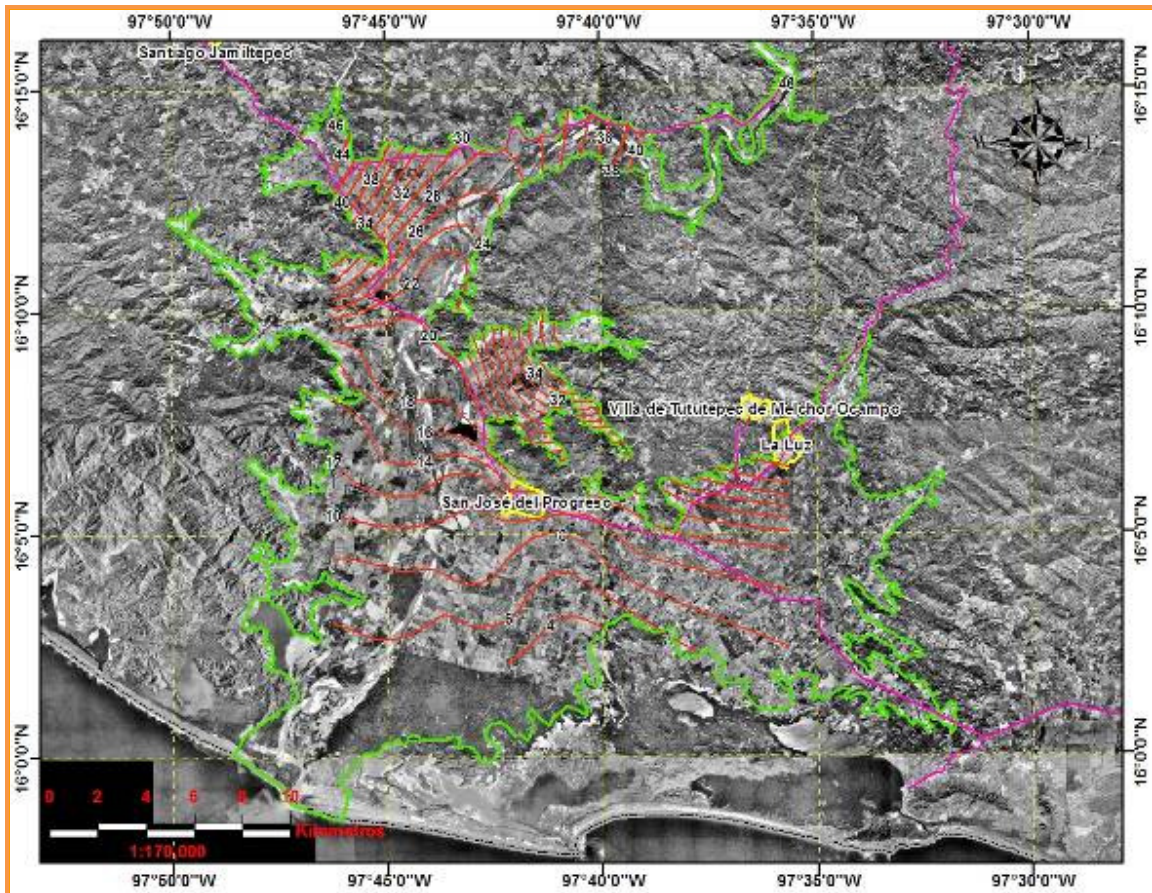 97°50'0"W 97°45'0"W 97°40'0"W 97°35'0"W 97°30'0"W
Santiago Jamiltepec
16°15'0"N 16°15'0"N
48
46
30
44
38
40
38
32
28
40
34
26
24
22
16°10'0"N 16°10'0"N
20
34
32
18
Villa de Tututepec de Melchor Ocampo
16
La Luz
14
12
San José del Progreso
10
16°5'0"N 16°5'0"N
4
16°0'0"N 16°0'0"N
0 2 4 6 8 10
Kilometros
1:170,000
97°50'0"W 97°45'0"W 97°40'0"W 97°35'0"W 97°30'0"W